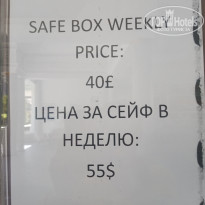 SAFE BOX WEEKLY
PRICE:
40£
ЦЕНА ЗА СЕЙФ В
НЕДЕЛЮ:
55$